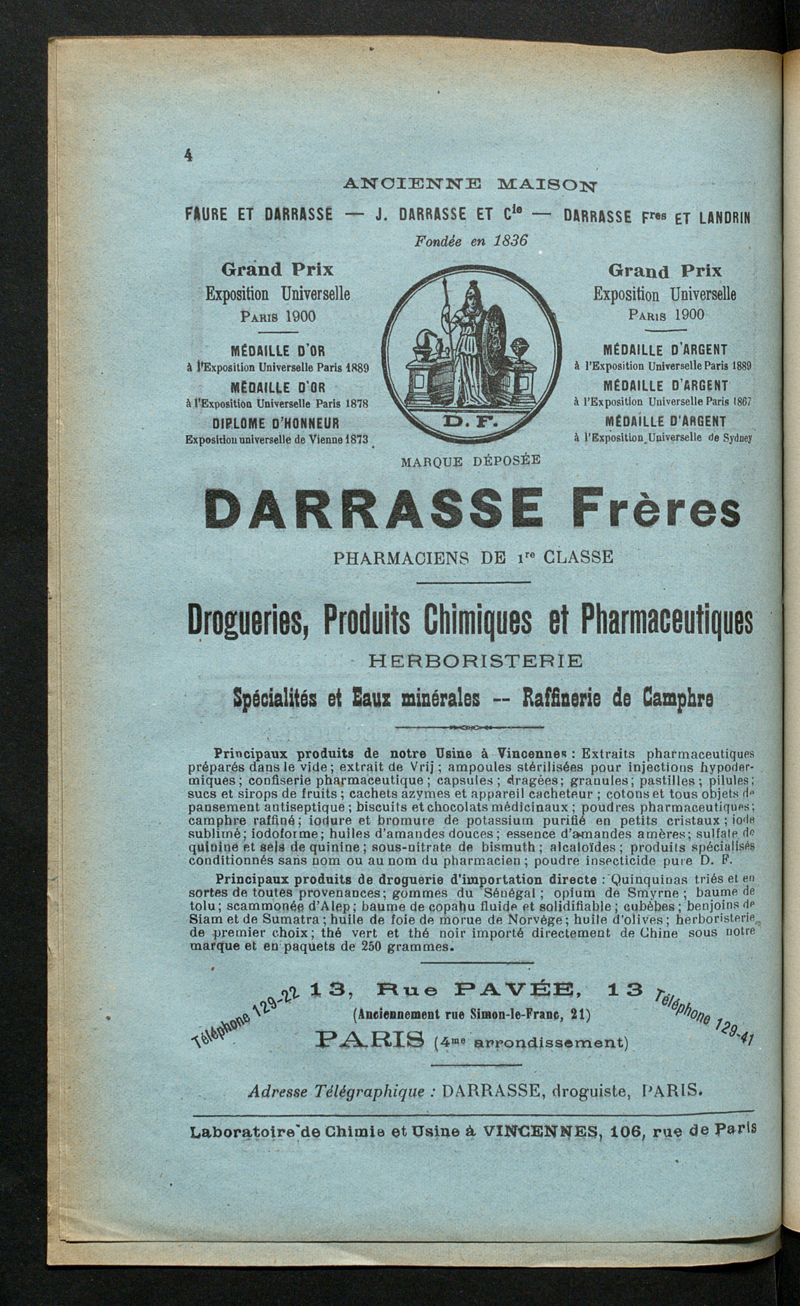 4
ANCIENNE MAISON
FAURE ET DARRASSE — J. DARRASSE ET Cie — DARRASSE Fres ET LANDRIN
Fondée en 1836
Grand Prix
Exposition Universelle
PARIS 1900
MÉDAILLE D'OR
à l'Exposition Universelle Paris 1889
MÉDAILLE D'OR
à l'Exposition Universelle Paris 1878
DIPLOME D'HONNEUR
Exposition universelle de Vienne 1873
D. F.
MARQUE DÉPOSÉE
Grand Prix
Exposition Universelle
PARIS 1900
MÉDAILLE D'ARGENT
à l'Exposition Universelle Paris 1889
MÉDAILLE D'ARGENT
à l'Exposition Universelle Paris 1867
MÉDAILLE D'ARGENT
à l'Exposition Universelle de Sydney
DARRASSE Frères
PHARMACIENS DE 1re CLASSE
Drogueries, Produits Chimiques et Pharmaceutiques
HERBORISTERIE
Spécialités et Eaux minérales -- Raffinerie de Camphre
Principaux produits de notre Usine à Vincennes : Extraits pharmaceutiques
préparés dans le vide ; extrait de Vrij ; ampoules stérilisées pour injections hypoder-
miques ; confiserie pharmaceutique ; capsules ; dragées ; granules ; pastilles ; pilules ;
sucs et sirops de fruits ; cachets azymes et appareil cacheteur ; cotons et tous objets de
pansement antiseptique ; biscuits et chocolats médicinaux ; poudres pharmaceutiques ;
camphre raffiné ; iodure et bromure de potassium purifié en petits cristaux ; iode
sublimé ; iodoforme ; huiles d'amandes douces ; essence d'amandes amères ; sulfate de
quinine et sels de quinine ; sous-nitrate de bismuth ; alcaloïdes ; produits spécialisés
conditionnés sans nom ou au nom du pharmacien ; poudre insecticide pure D. F.
Principaux produits de droguerie d'importation directe : Quinquinas triés et en
sortes de toutes provenances ; gommes du Sénégal ; opium de Smyrne ; baume de
tolu ; scammonée d'Alep ; baume de copahu fluide et solidifiable ; cubèbes ; benjoins de
Siam et de Sumatra ; huile de foie de morue de Norvège ; huile d'olives ; herboristerie
de premier choix ; thé vert et thé noir importé directement de Chine sous notre
marque et en paquets de 250 grammes.
Téléphone 129-22
13, Rue PAVÉE, 13
(Anciennement rue Simon-le-Franc, 21)
PARIS (4me arrondissement)
Téléphone 129-41
Adresse Télégraphique : DARRASSE, droguiste, PARIS.
Laboratoire de Chimie et Usine à VINCENNES, 106, rue de Paris